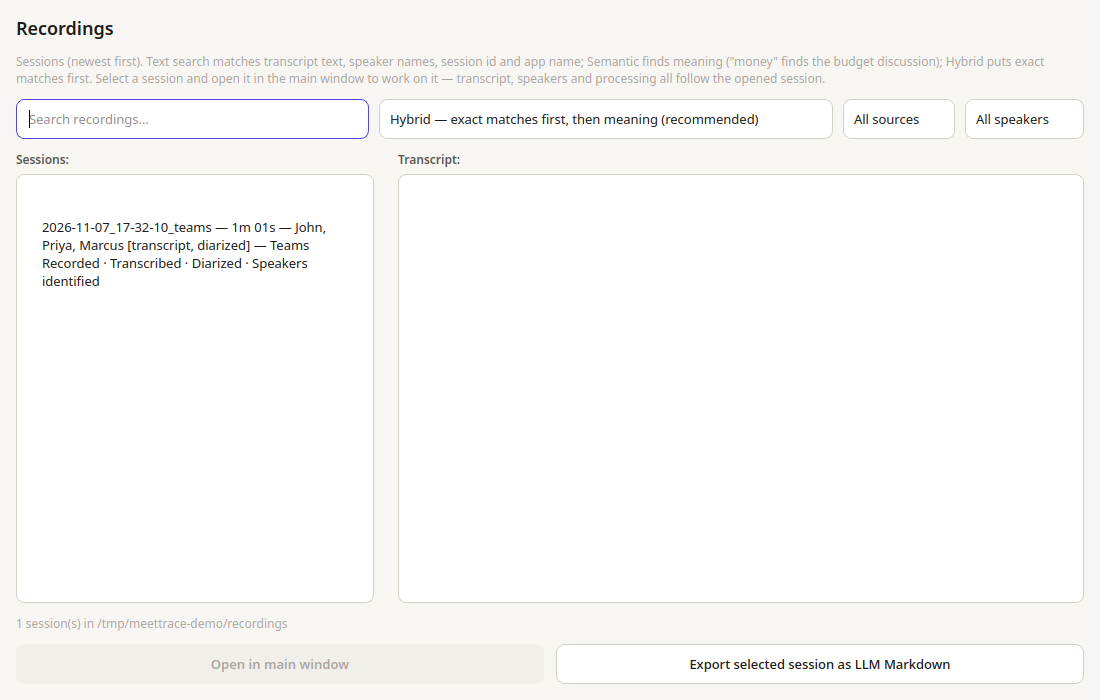 Recordings
Sessions (newest first). Text search matches transcript text, speaker names, session id and app name; Semantic finds meaning ("money" finds the budget discussion); Hybrid puts exact
matches first. Select a session and open it in the main window to work on it — transcript, speakers and processing all follow the opened session.
Search recordings...
Hybrid — exact matches first, then meaning (recommended)
All sources
All speakers
Sessions:
Transcript:
2026-11-07_17-32-10_teams — 1m 01s — John,
Priya, Marcus [transcript, diarized] — Teams
Recorded · Transcribed · Diarized · Speakers
identified
1 session(s) in /tmp/meettrace-demo/recordings
Open in main window
Export selected session as LLM Markdown